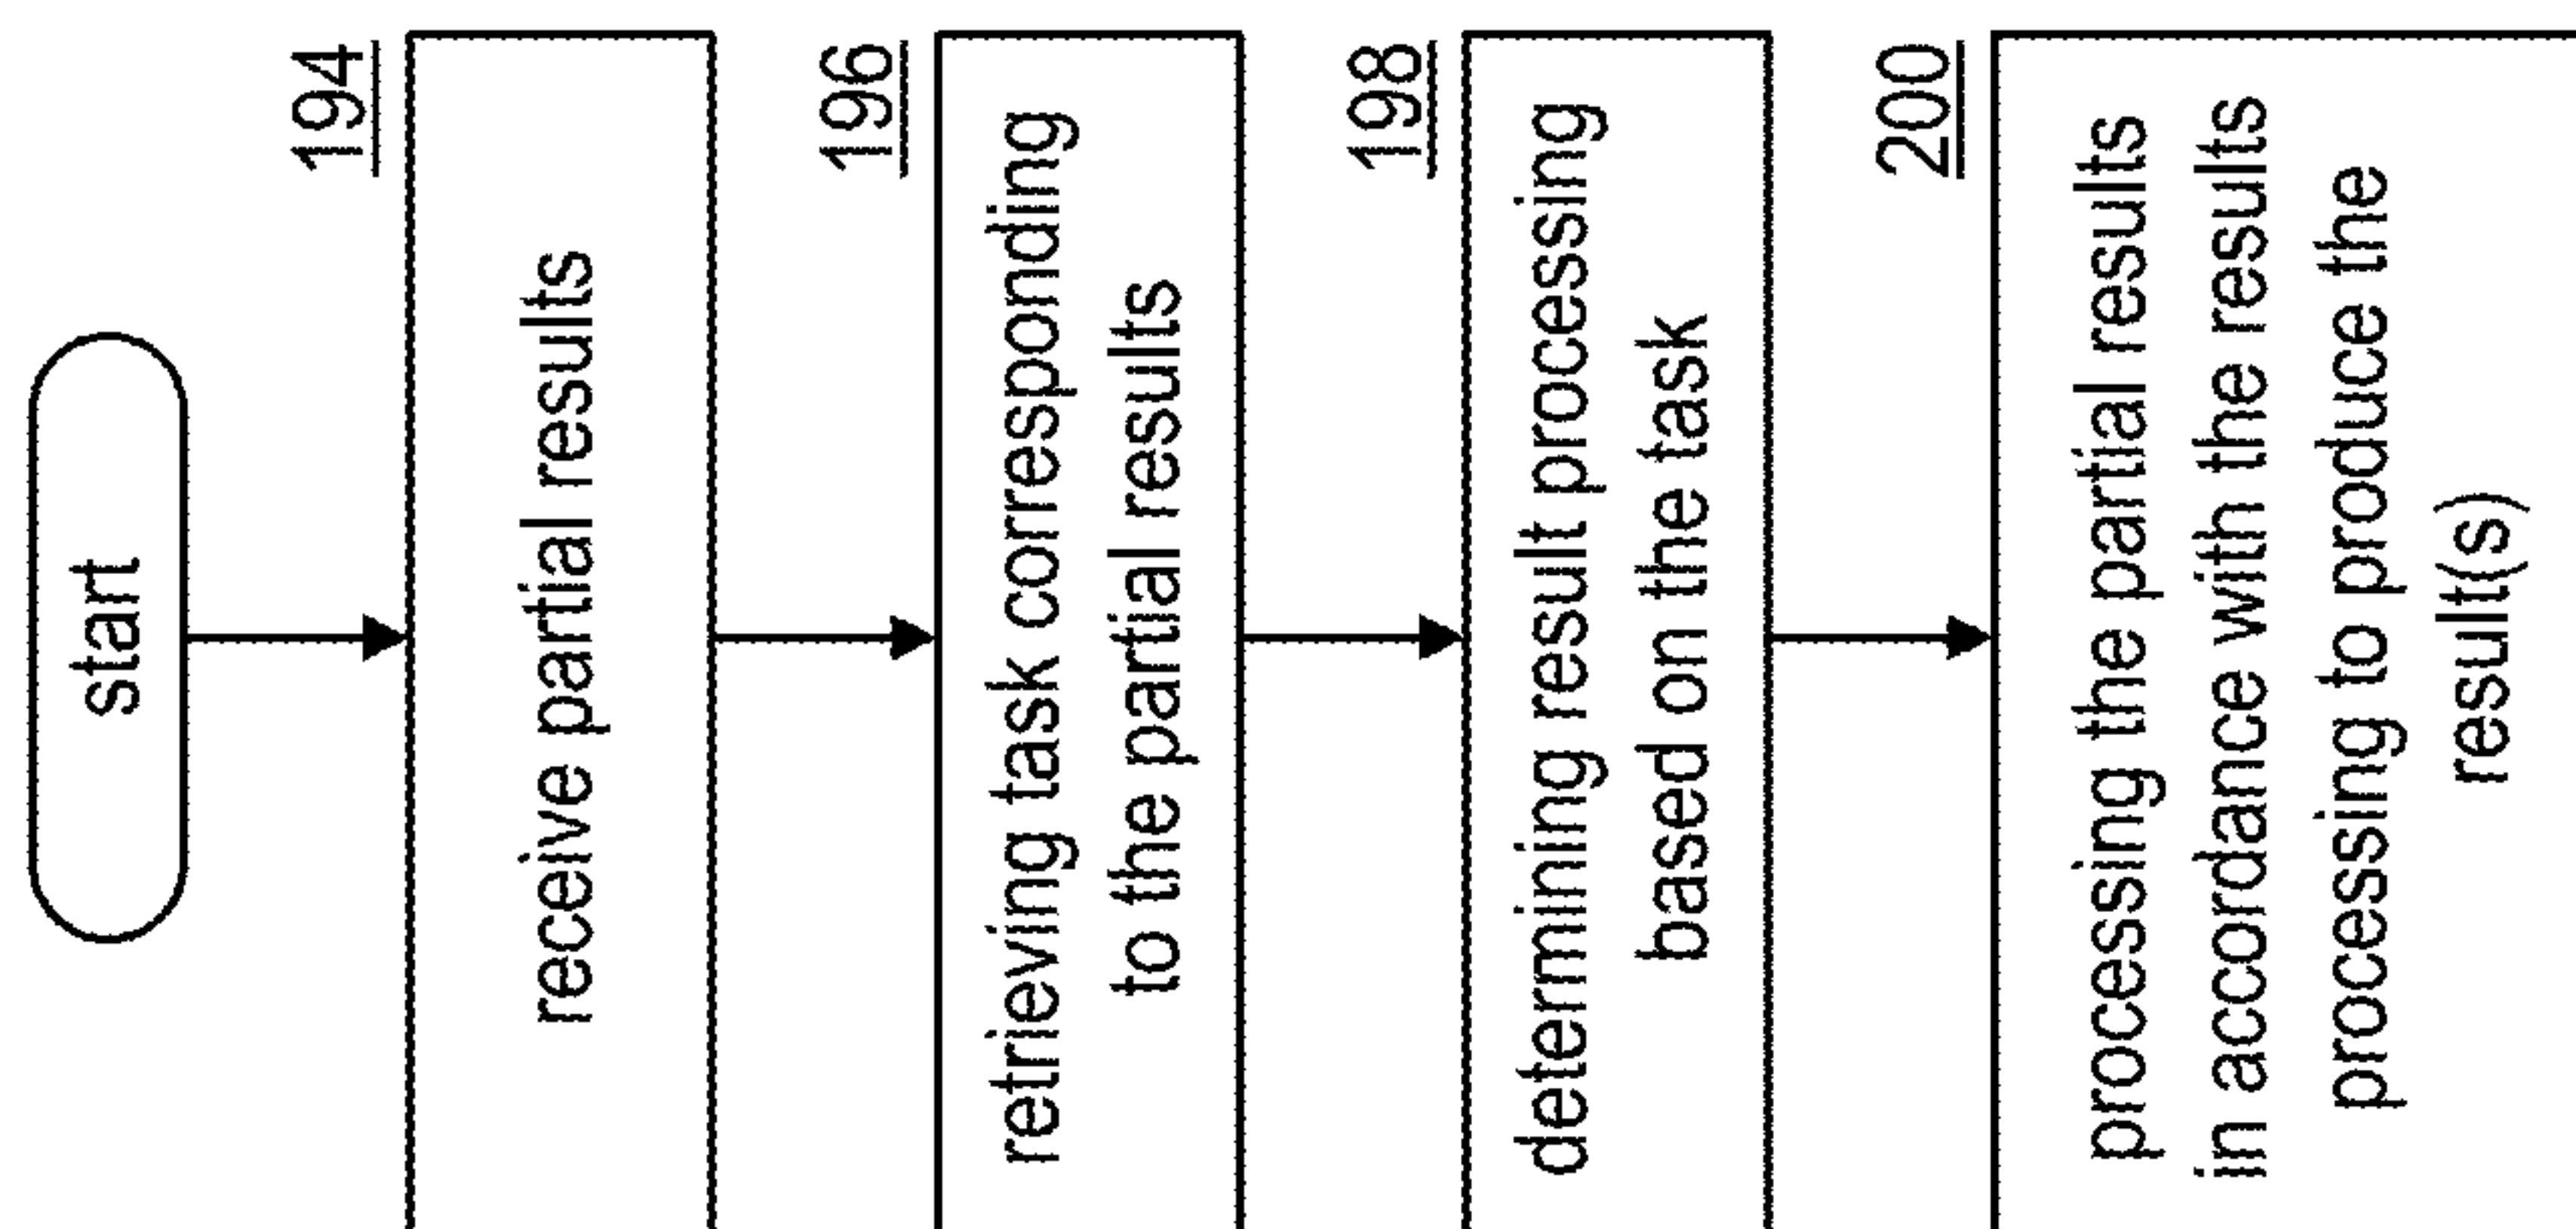 start
194
receive partial results
196
retrieving task corresponding
to the partial results
198
determining result processing
based on the task
200
processing the partial results
in accordance with the results
processing to produce the
result(s)